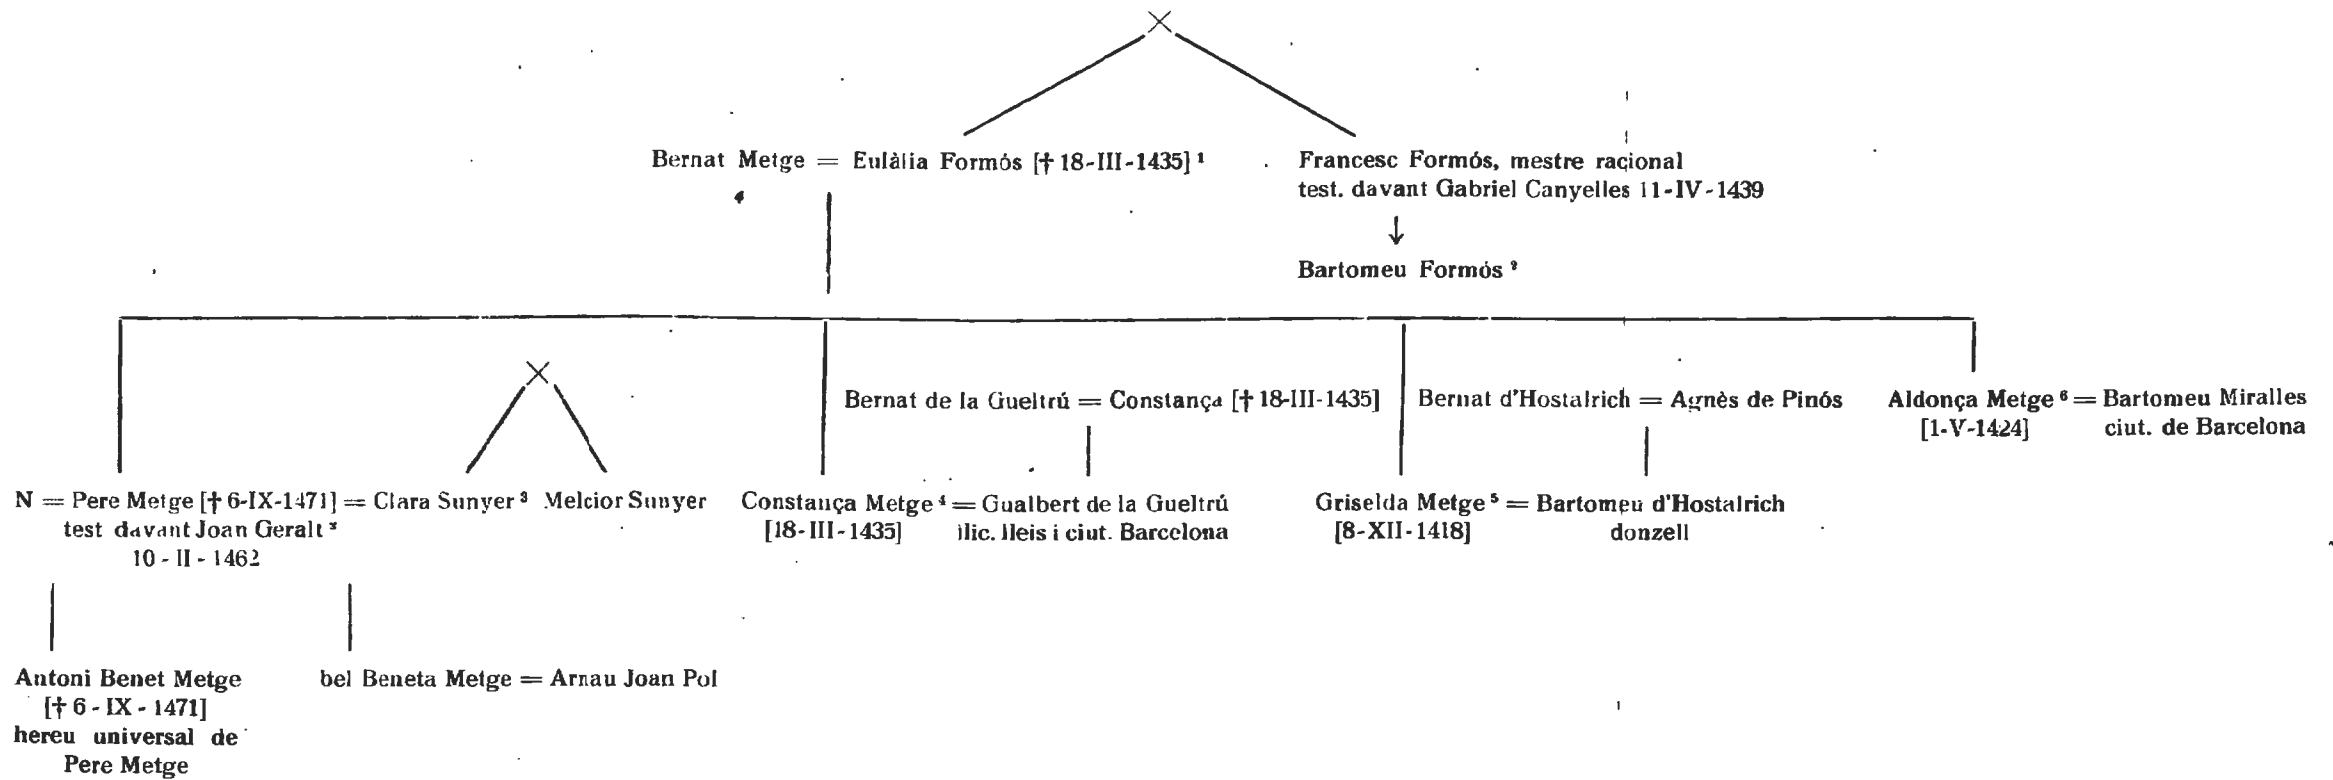 Bernat Metge = Eulàlia Formós [† 18-III-1435] ¹
Francesc Formós, mestre racional
test. davant Gabriel Canyelles 11-IV-1439
Bartomeu Formós ²
Bernat de la Gueltrú = Constança [† 18-III-1435]
Bernat d'Hostalrich = Agnès de Pinós
Aldonça Metge ⁶ = Bartomeu Miralles
[1-V-1424] ciut. de Barcelona
N = Pere Metge [† 6-IX-1471] = Clara Sunyer ³ Melcior Sunyer
test davant Joan Geralt ³
10 - II - 1462
Constança Metge ⁴ = Gualbert de la Gueltrú
[18-III-1435] llic. lleis i ciut. Barcelona
Griselda Metge ⁵ = Bartomeu d'Hostalrich
[8-XII-1418] donzell
Antoni Benet Metge
[† 6 - IX - 1471]
hereu universal de
Pere Metge
bel Beneta Metge = Arnau Joan Pol